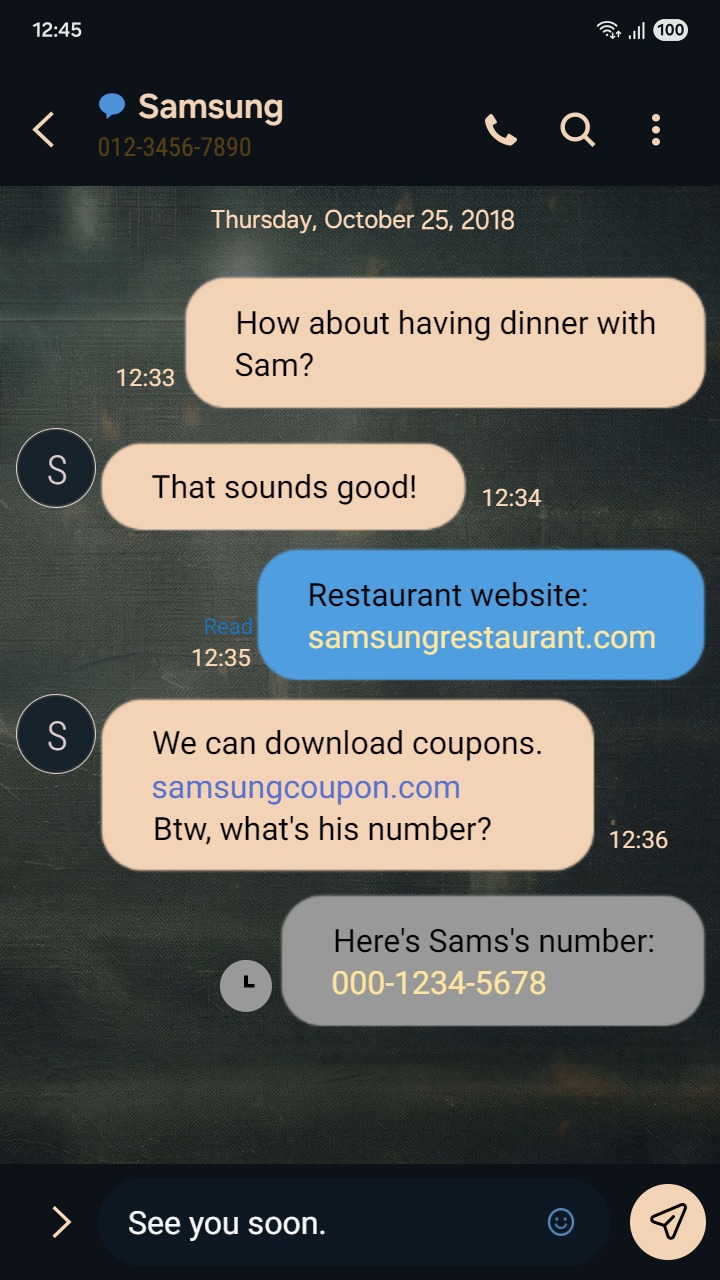 12:45
100
Samsung
012-3456-7890
Thursday, October 25, 2018
How about having dinner with
Sam?
12:33
S
That sounds good!
12:34
Restaurant website:
samsungrestaurant.com
Read
12:35
S
We can download coupons.
samsungcoupon.com
Btw, what's his number?
12:36
Here's Sams's number:
000-1234-5678
See you soon.